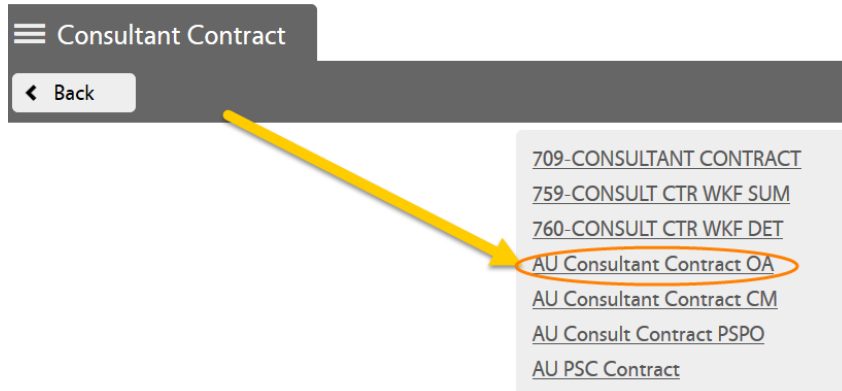 Consultant Contract
Back
709-CONSULTANT CONTRACT
759-CONSULT CTR WKF SUM
760-CONSULT CTR WKF DET
AU Consultant Contract OA
AU Consultant Contract CM
AU Consult Contract PSPO
AU PSC Contract